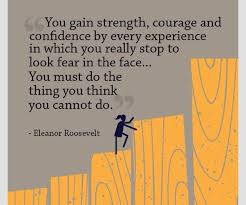 “You gain strength, courage and
confidence by every experience
in which you really stop to
look fear in the face...
You must do the
thing you think
you cannot do.”
- Eleanor Roosevelt